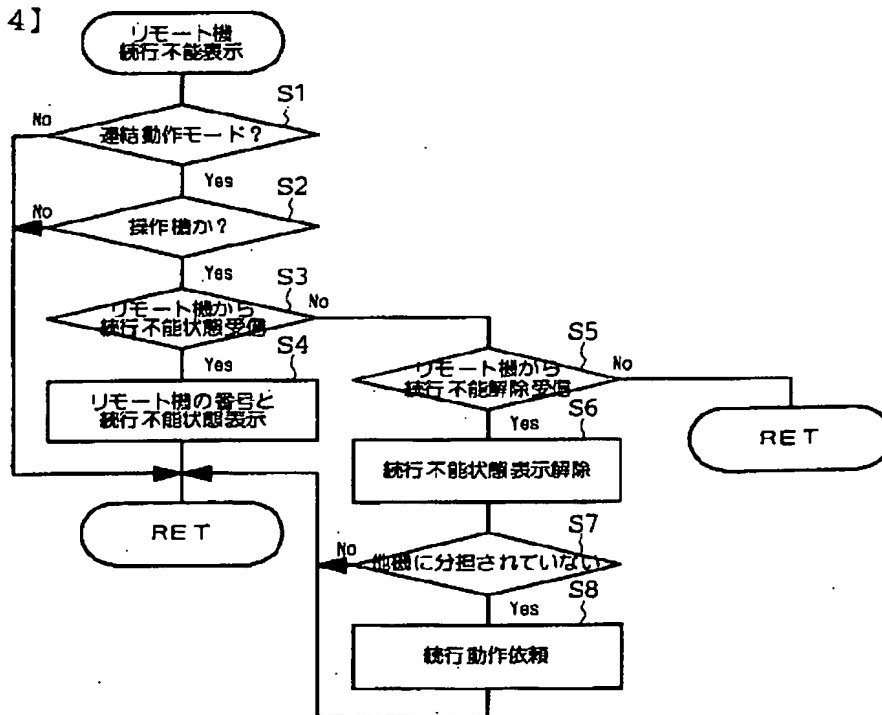 4】
リモート機
続行不能表示
S1
No
連結動作モード?
Yes
S2
No
操作機か?
Yes
S3
No
リモート機から
続行不能状態受信
S4
Yes
リモート機の番号と
続行不能状態表示
RET
S5
No
リモート機から
続行不能解除受信
Yes
S6
RET
続行不能状態表示解除
S7
No
他機に分担されていない
Yes
S8
続行動作依頼